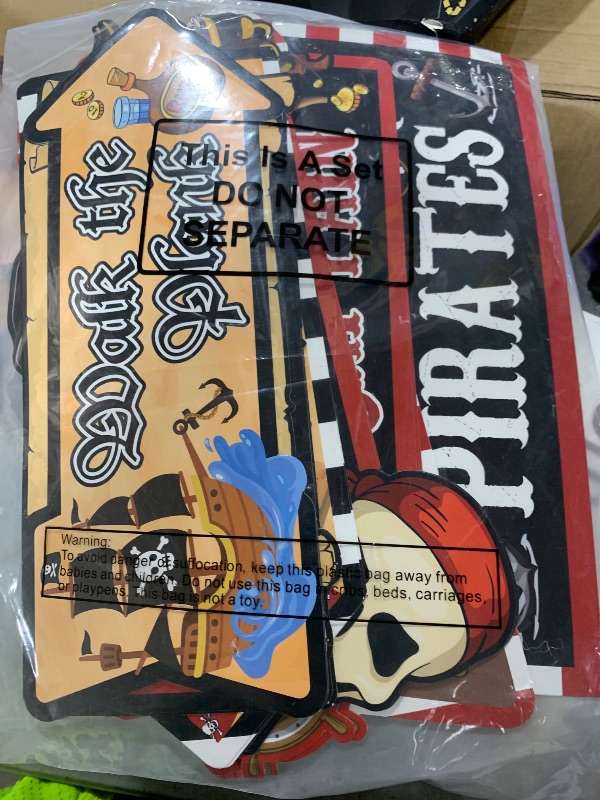 This Is A Set
DO NOT
SEPARATE
Walk the
Plank
PIRATES
Warning:
To avoid danger of suffocation, keep this plastic bag away from
babies and children. Do not use this bag in cribs, beds, carriages,
or playpens. This bag is not a toy.